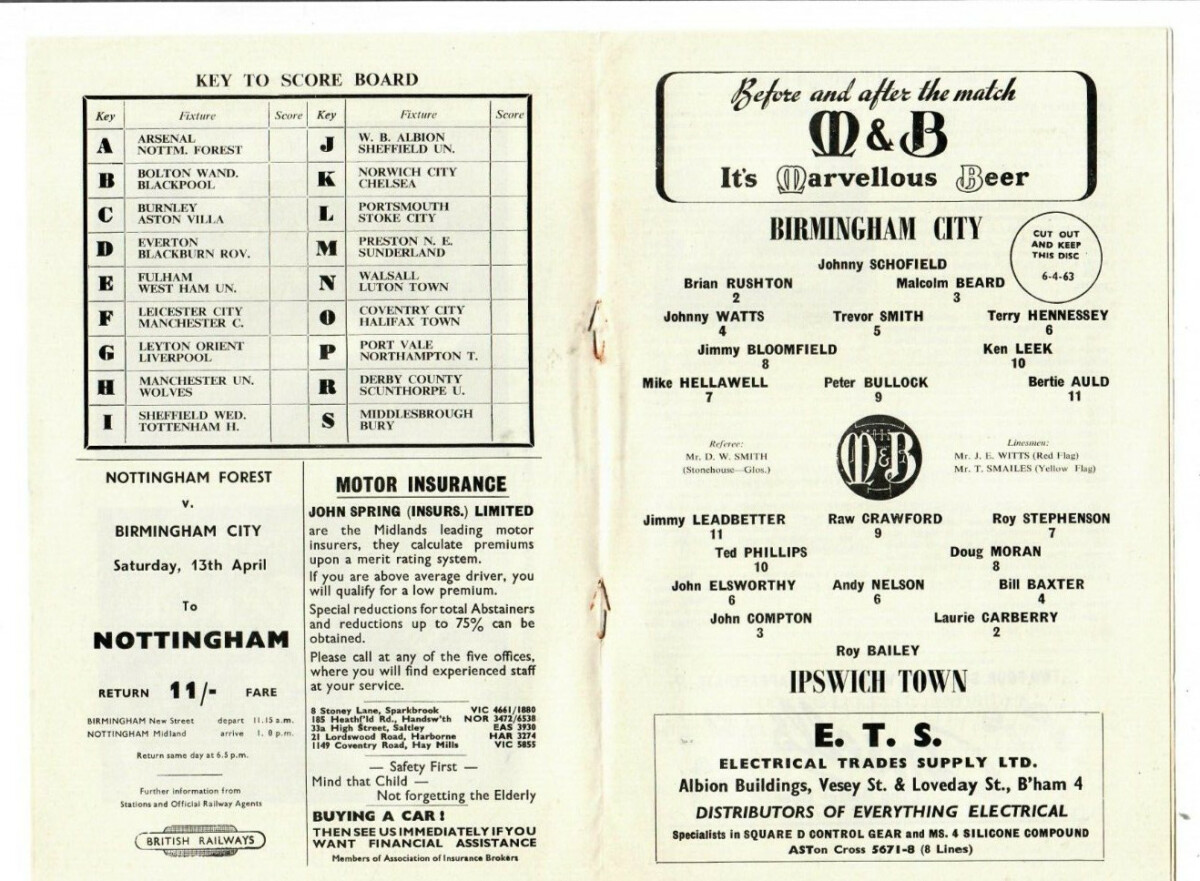 KEY TO SCORE BOARD
Key Fixture Score Key Fixture Score
A ARSENAL
NOTTM. FOREST
J W. B. ALBION
SHEFFIELD UN.
B BOLTON WAND.
BLACKPOOL
K NORWICH CITY
CHELSEA
C BURNLEY
ASTON VILLA
L PORTSMOUTH
STOKE CITY
D EVERTON
BLACKBURN ROV.
M PRESTON N. E.
SUNDERLAND
E FULHAM
WEST HAM UN.
N WALSALL
LUTON TOWN
F LEICESTER CITY
MANCHESTER C.
O COVENTRY CITY
HALIFAX TOWN
G LEYTON ORIENT
LIVERPOOL
P PORT VALE
NORTHAMPTON T.
H MANCHESTER UN.
WOLVES
R DERBY COUNTY
SCUNTHORPE U.
I SHEFFIELD WED.
TOTTENHAM H.
S MIDDLESBROUGH
BURY
NOTTINGHAM FOREST
v.
BIRMINGHAM CITY
Saturday, 13th April
To
NOTTINGHAM
RETURN 11/- FARE
BIRMINGHAM New Street depart 11.15 a.m.
NOTTINGHAM Midland arrive 1. 0 p.m.
Return same day at 6.5 p.m.
Further information from
Stations and Official Railway Agents
BRITISH RAILWAYS
MOTOR INSURANCE
JOHN SPRING (INSURS.) LIMITED
are the Midlands leading motor
insurers, they calculate premiums
upon a merit rating system.
If you are above average driver, you
will qualify for a low premium.
Special reductions for total Abstainers
and reductions up to 75% can be
obtained.
Please call at any of the five offices,
where you will find experienced staff
at your service.
8 Stoney Lane, Sparkbrook VIC 4661/1880
185 Heathf'ld Rd., Handsw'th NOR 3472/6538
33a High Street, Saltley EAS 3930
21 Lordswood Road, Harborne HAR 3274
1149 Coventry Road, Hay Mills VIC 5855
— Safety First —
Mind that Child —
Not forgetting the Elderly
BUYING A CAR!
THEN SEE US IMMEDIATELY IF YOU
WANT FINANCIAL ASSISTANCE
Members of Association of Insurance Brokers
Before and after the match
M & B
It's Marvellous Beer
BIRMINGHAM CITY
CUT OUT
AND KEEP
THIS DISC
6-4-63
Johnny SCHOFIELD
Brian RUSHTON Malcolm BEARD
2 3
Johnny WATTS Trevor SMITH Terry HENNESSEY
4 5 6
Jimmy BLOOMFIELD Ken LEEK
8 10
Mike HELLAWELL Peter BULLOCK Bertie AULD
7 9 11
Referee:
Mr. D. W. SMITH
(Stonehouse—Glos.)
M&B
Linesmen:
Mr. J. E. WITTS (Red Flag)
Mr. T. SMAILES (Yellow Flag)
Jimmy LEADBETTER Raw CRAWFORD Roy STEPHENSON
11 9 7
Ted PHILLIPS Doug MORAN
10 8
John ELSWORTHY Andy NELSON Bill BAXTER
6 6 4
John COMPTON Laurie CARBERRY
3 2
Roy BAILEY
IPSWICH TOWN
E. T. S.
ELECTRICAL TRADES SUPPLY LTD.
Albion Buildings, Vesey St. & Loveday St., B'ham 4
DISTRIBUTORS OF EVERYTHING ELECTRICAL
Specialists in SQUARE D CONTROL GEAR and MS. 4 SILICONE COMPOUND
ASTon Cross 5671-8 (8 Lines)